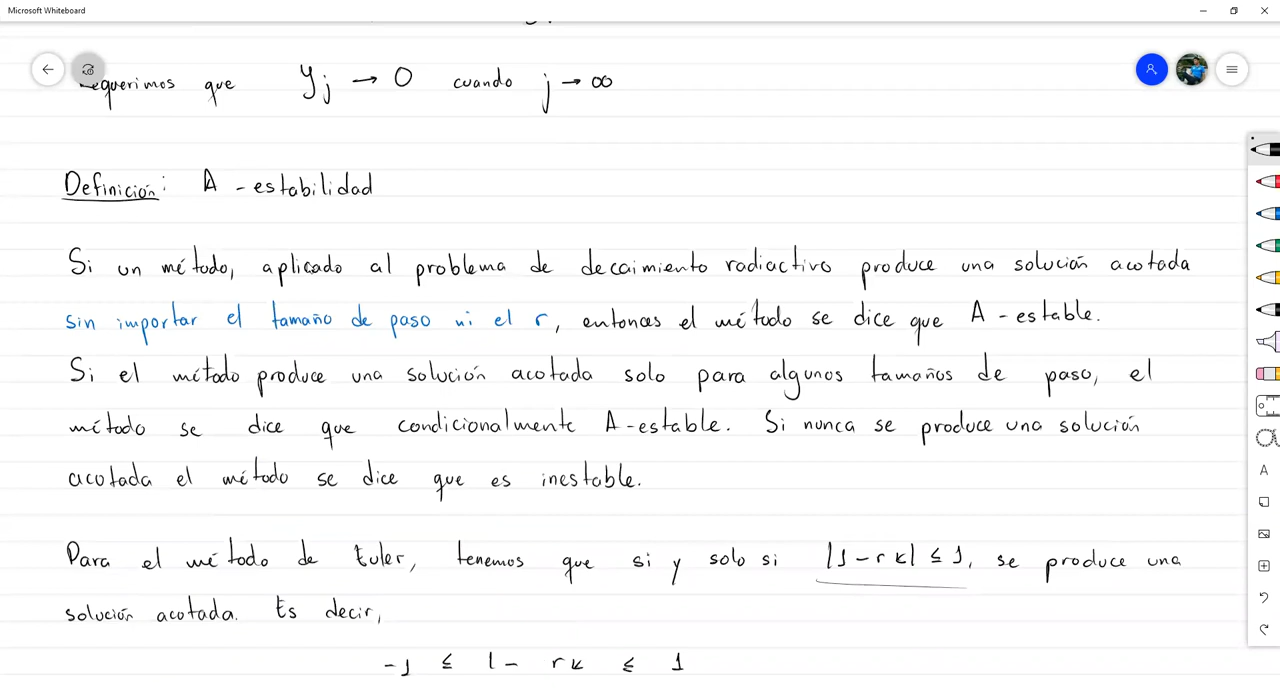 Microsoft Whiteboard
Requerimos que yj → 0 cuando j → ∞
Definición: A - estabilidad
Si un método, aplicado al problema de decaimiento radiactivo produce una solución acotada
sin importar el tamaño de paso ni el r, entonces el método se dice que A - estable.
Si el método produce una solución acotada solo para algunos tamaños de paso, el
método se dice que condicionalmente A-estable. Si nunca se produce una solución
acotada el método se dice que es inestable.
Para el método de Euler, tenemos que si y solo si |1 - rk| ≤ 1, se produce una
solución acotada. Es decir,
-1 ≤ 1 - rk ≤ 1
A